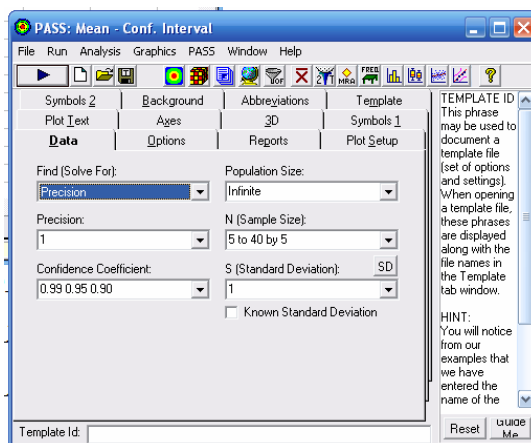 PASS: Mean - Conf. Interval
File Run Analysis Graphics PASS Window Help
Symbols 2 Background Abbreviations Template
Plot Text Axes 3D Symbols 1
Data Options Reports Plot Setup
Find (Solve For):
Precision
Precision:
1
Confidence Coefficient:
0.99 0.95 0.90
Population Size:
Infinite
N (Sample Size):
5 to 40 by 5
S (Standard Deviation):
SD
1
Known Standard Deviation
TEMPLATE ID
This phrase
may be used to
document a
template file
(set of options
and settings).
When opening
a template file,
these phrases
are displayed
along with the
file names in
the Template
tab window.
HINT:
You will notice
from our
examples that
we have
entered the
name of the
Template Id:
Reset
Guide
Me